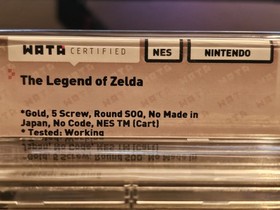 WATA CERTIFIED NES NINTENDO
The Legend of Zelda
*Gold, 5 Screw, Round SOQ, No Made in
Japan, No Code, NES TM (Cart)
* Tested: Working